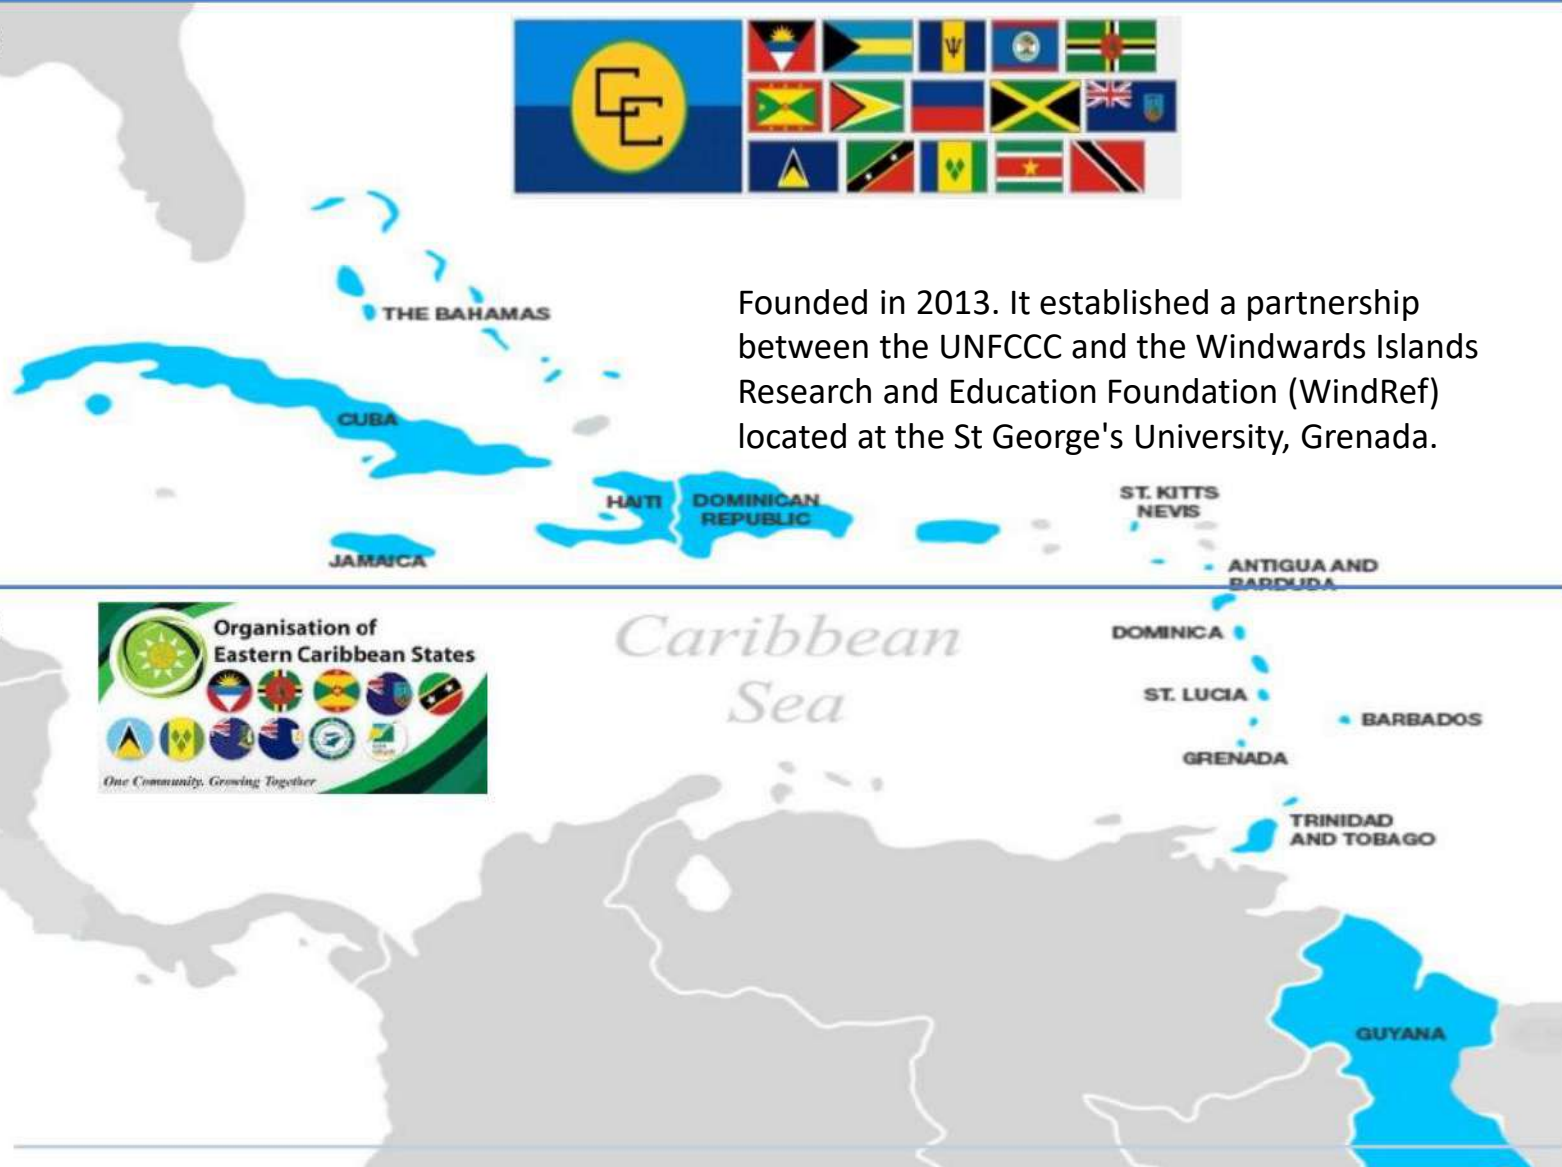 CC
THE BAHAMAS
Founded in 2013. It established a partnership
between the UNFCCC and the Windwards Islands
Research and Education Foundation (WindRef)
located at the St George's University, Grenada.
CUBA
HAITI
DOMINICAN
REPUBLIC
ST. KITTS
NEVIS
JAMAICA
ANTIGUA AND
BARDUDA
Organisation of
Eastern Caribbean States
One Community. Growing Together
Caribbean
Sea
DOMINICA
ST. LUCIA
BARBADOS
GRENADA
TRINIDAD
AND TOBAGO
GUYANA